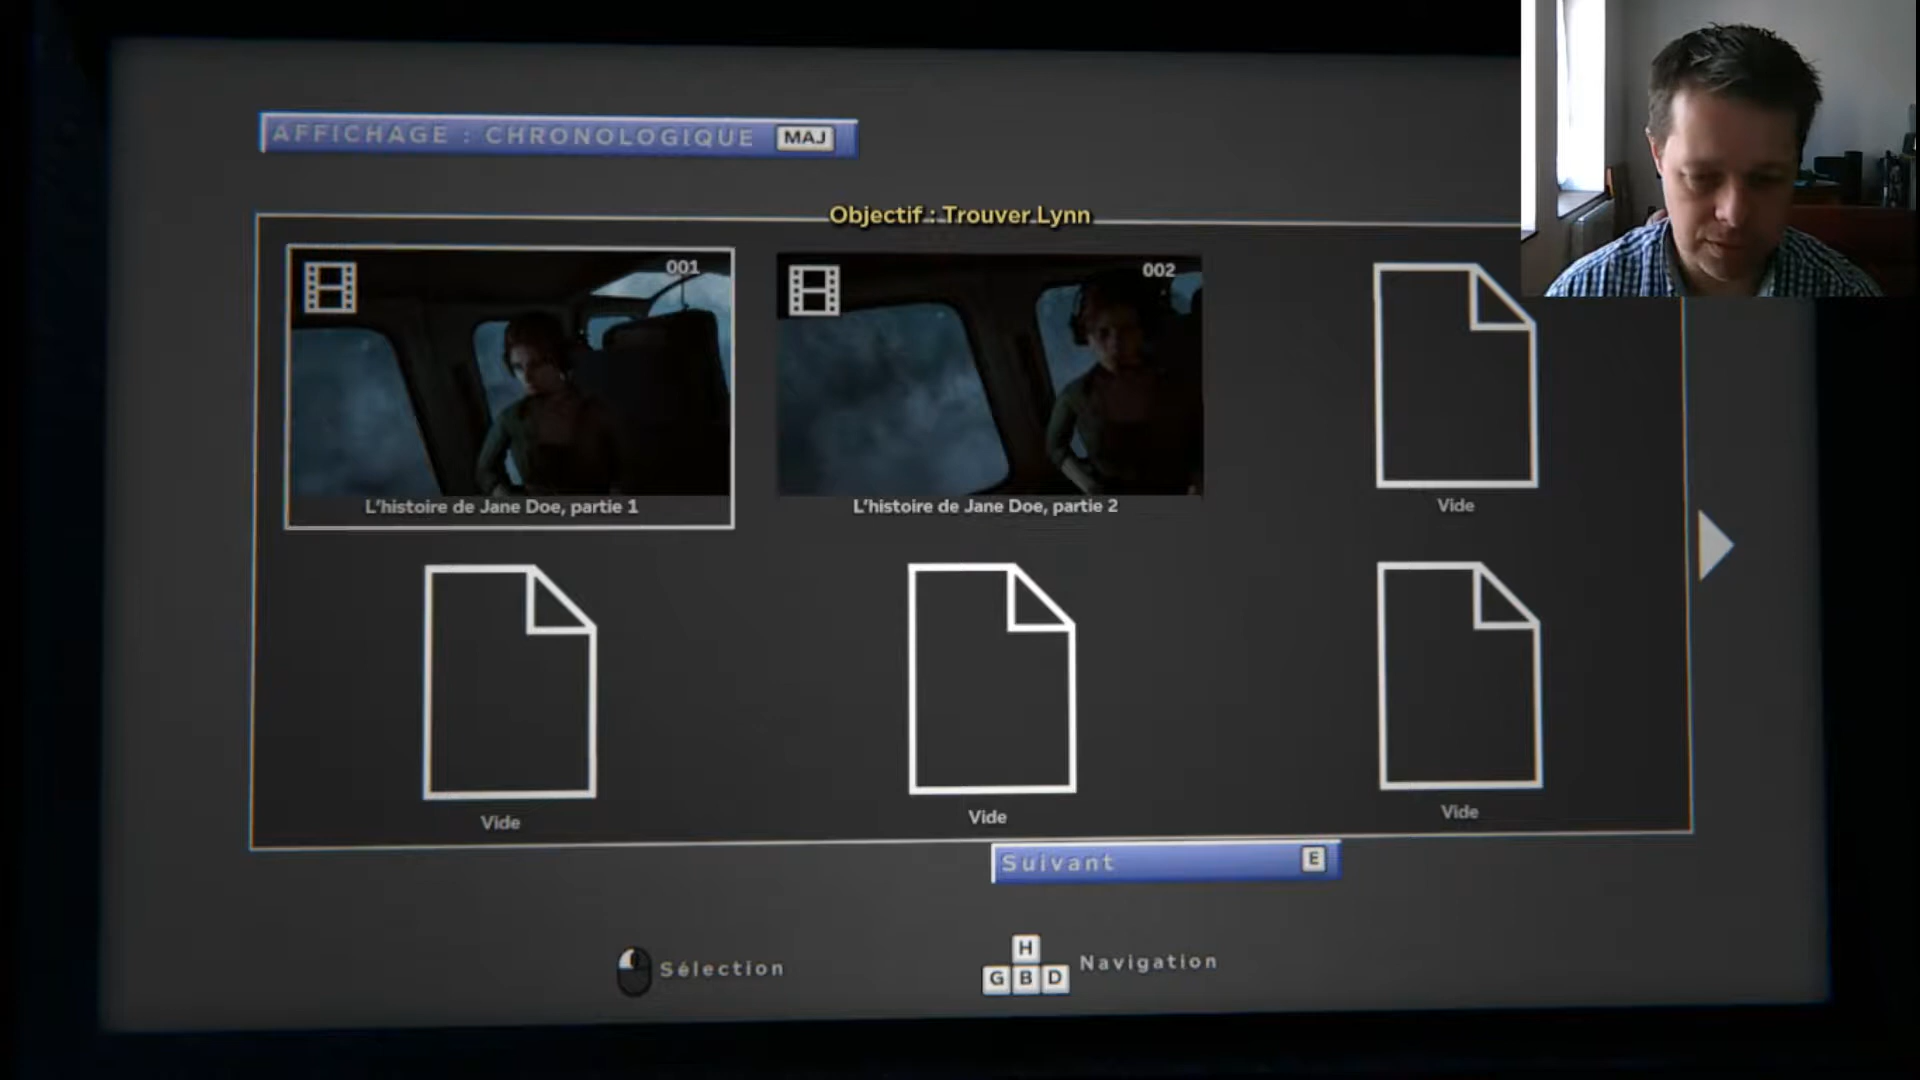 AFFICHAGE : CHRONOLOGIQUE MAJ
Objectif : Trouver Lynn
001
002
L'histoire de Jane Doe, partie 1
L'histoire de Jane Doe, partie 2
Vide
Vide
Vide
Vide
Suivant E
Sélection
H
G B D
Navigation